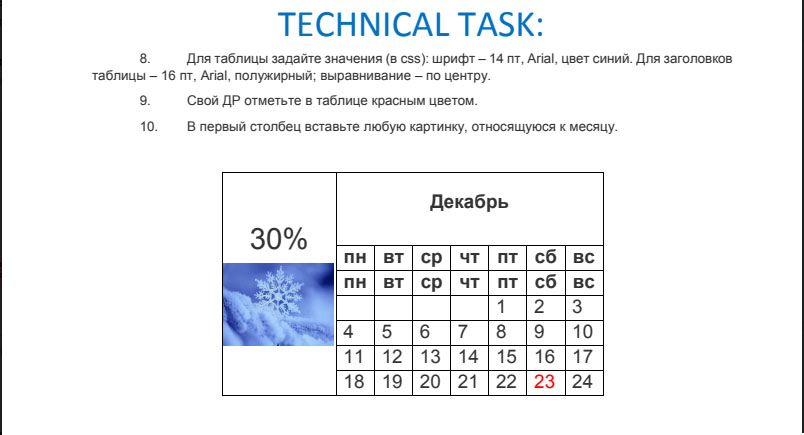 TECHNICAL TASK:
8. Для таблицы задайте значения (в css): шрифт – 14 пт, Arial, цвет синий. Для заголовков
таблицы – 16 пт, Arial, полужирный; выравнивание – по центру.
9. Свой ДР отметьте в таблице красным цветом.
10. В первый столбец вставьте любую картинку, относящуюся к месяцу.
30%
Декабрь
пн вт ср чт пт сб вс
пн вт ср чт пт сб вс
1 2 3
4 5 6 7 8 9 10
11 12 13 14 15 16 17
18 19 20 21 22 23 24